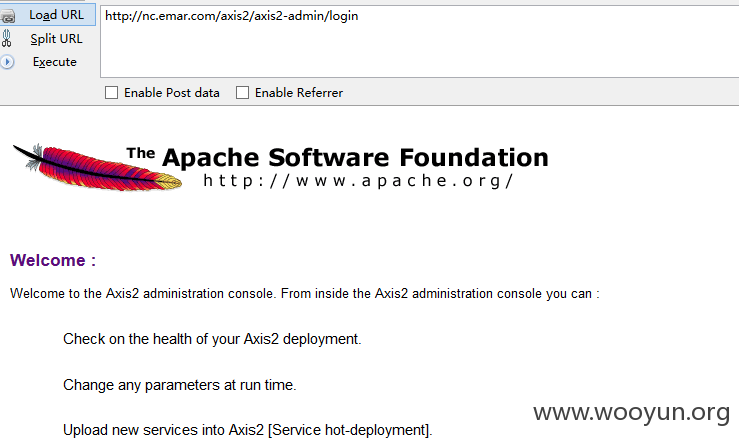 Load URL
http://nc.emar.com/axis2/axis2-admin/login
Split URL
Execute
Enable Post data
Enable Referrer
The Apache Software Foundation
http://www.apache.org/
Welcome :
Welcome to the Axis2 administration console. From inside the Axis2 administration console you can :
Check on the health of your Axis2 deployment.
Change any parameters at run time.
Upload new services into Axis2 [Service hot-deployment].
www.wooyun.org